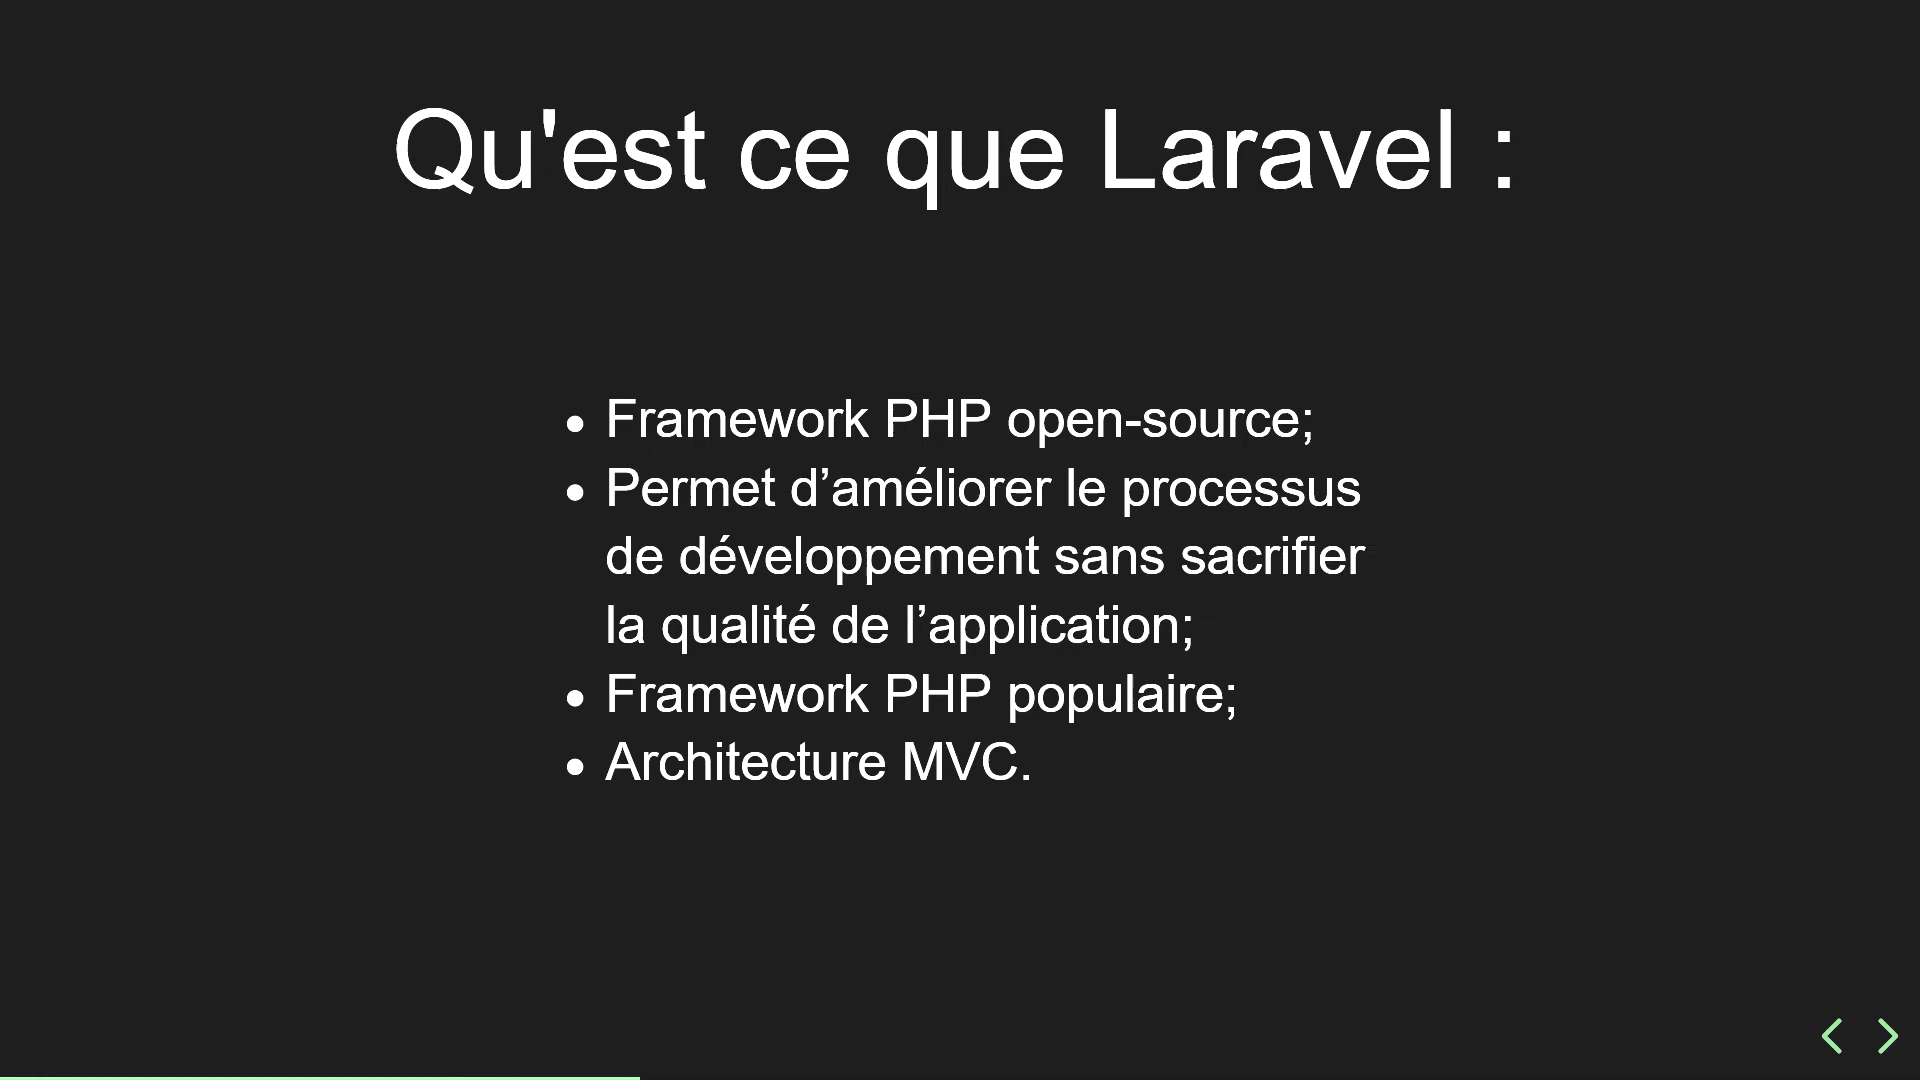 Qu'est ce que Laravel :
• Framework PHP open-source;
• Permet d’améliorer le processus
de développement sans sacrifier
la qualité de l’application;
• Framework PHP populaire;
• Architecture MVC.